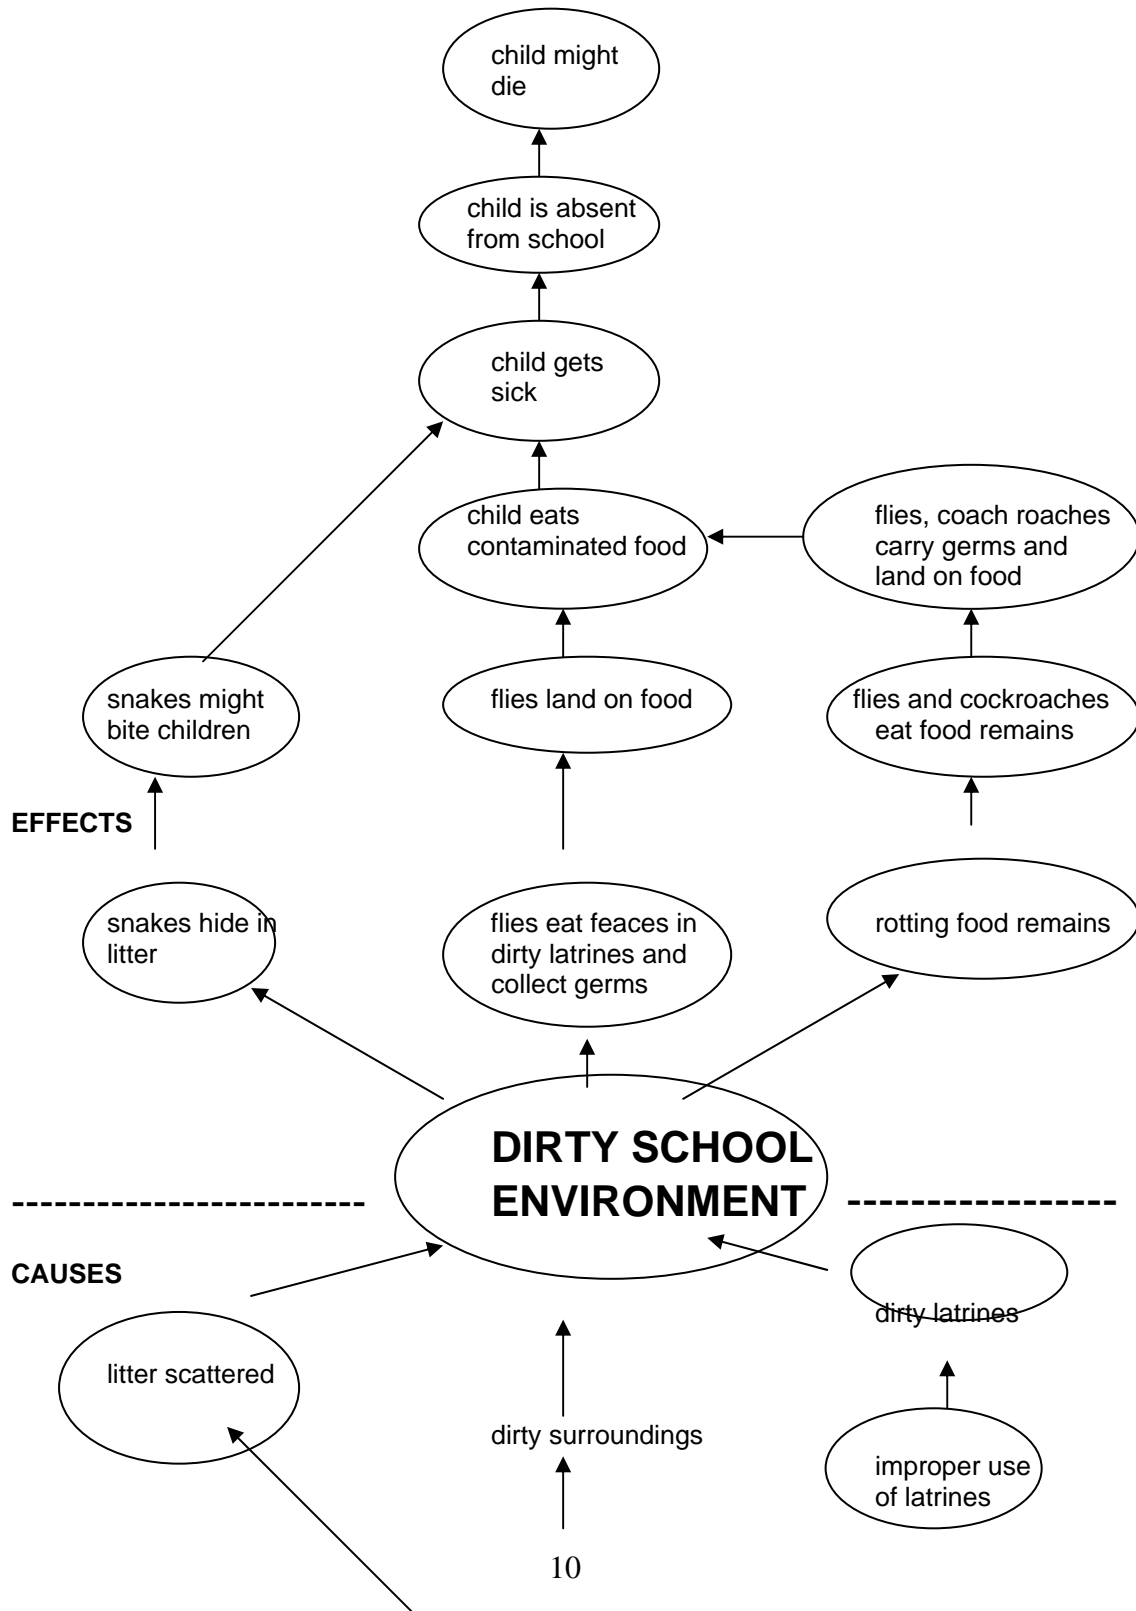 child might
die
child is absent
from school
child gets
sick
child eats
contaminated food
flies, coach roaches
carry germs and
land on food
snakes might
bite children
flies land on food
flies and cockroaches
eat food remains
EFFECTS
snakes hide in
litter
flies eat feaces in
dirty latrines and
collect germs
rotting food remains
DIRTY SCHOOL
ENVIRONMENT
CAUSES
dirty latrines
litter scattered
dirty surroundings
improper use
of latrines
10